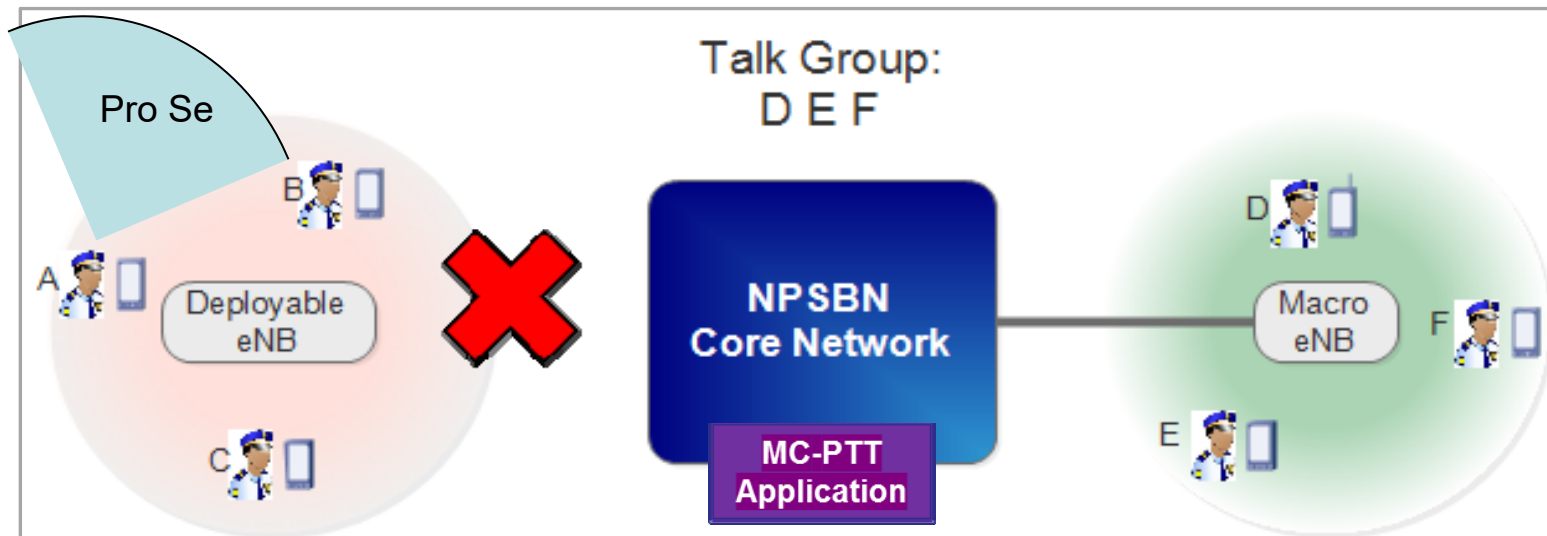 Talk Group:
D E F
Pro Se
B
A
Deployable
eNB
C
NPSBN
Core Network
MC-PTT
Application
D
Macro
eNB
F
E